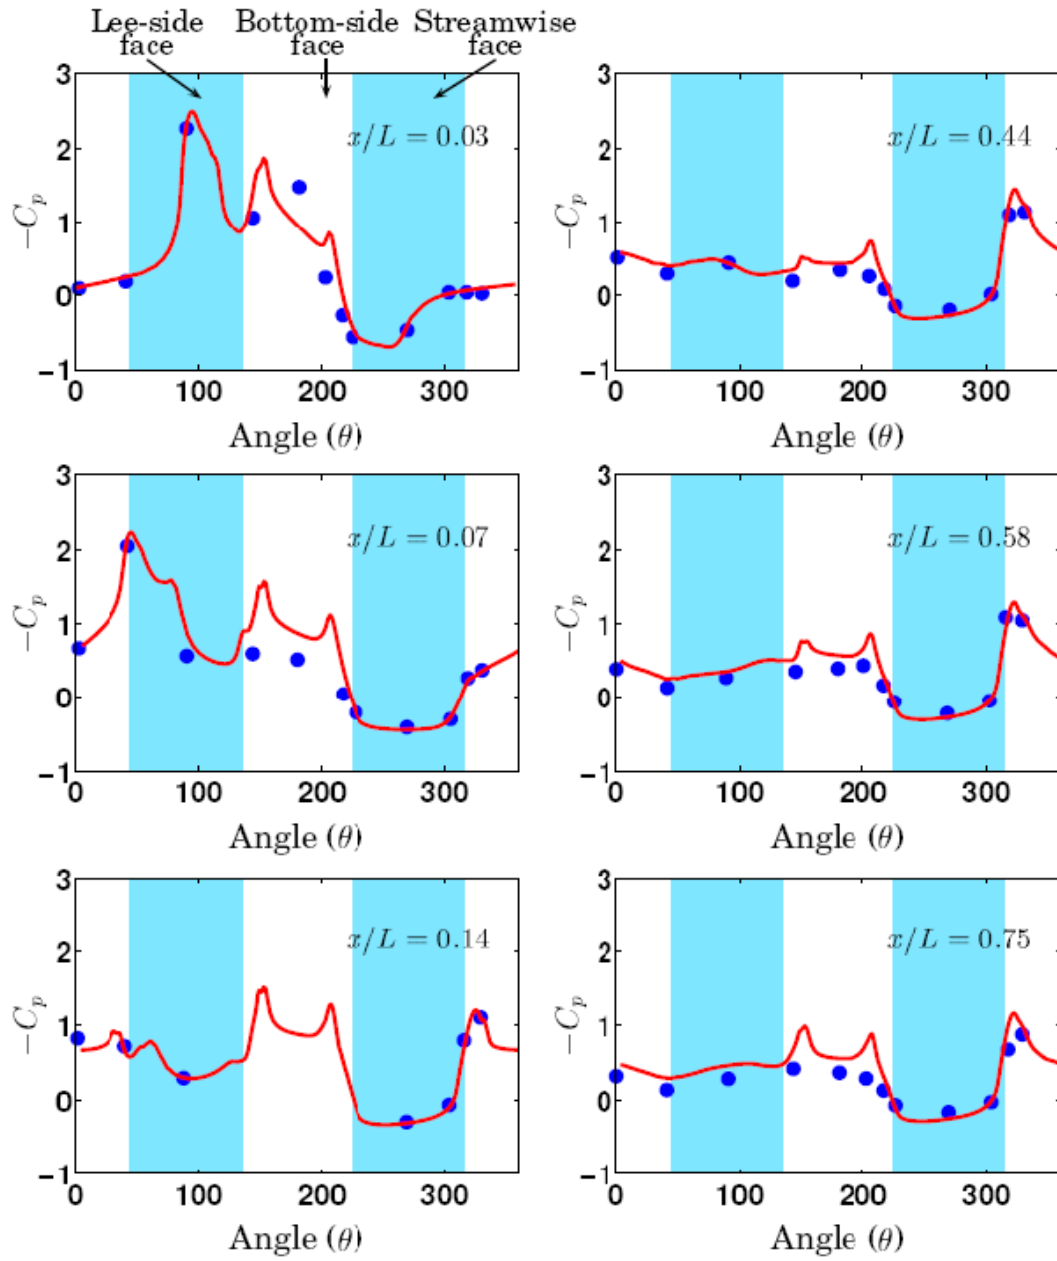 Lee-side face
Bottom-side face
Streamwise face
3
2
1
0
−1
−C_p
x/L = 0.03
0 100 200 300
Angle (θ)
3
2
1
0
−1
−C_p
x/L = 0.44
0 100 200 300
Angle (θ)
3
2
1
0
−1
−C_p
x/L = 0.07
0 100 200 300
Angle (θ)
3
2
1
0
−1
−C_p
x/L = 0.58
0 100 200 300
Angle (θ)
3
2
1
0
−1
−C_p
x/L = 0.14
0 100 200 300
Angle (θ)
3
2
1
0
−1
−C_p
x/L = 0.75
0 100 200 300
Angle (θ)